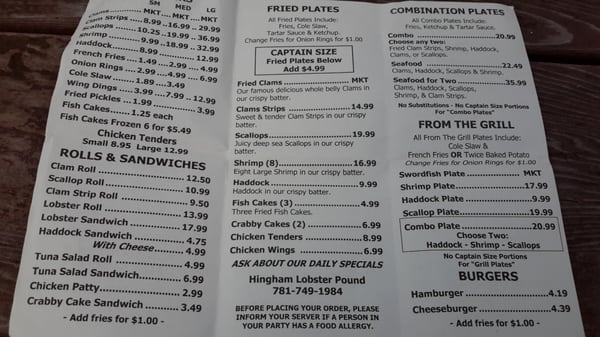 SM MED LG
Clams .... MKT...MKT...MKT
Clam Strips .... 8.99 ..16.99 ...29.99
Scallops .......... 10.25 ..19.99 ...36.99
Shrimp ............. 9.99 ..18.99 ..32.99
Haddock .......... 8.99 ........12.99
French Fries ....1.49 ...2.99 ....4.99
Onion Rings .....2.99 ....4.99 ....6.99
Cole Slaw ........1.89 ....3.49
Wing Dings .....3.99 ....7.99 ..12.99
Fried Pickles ...1.99 ............3.99
Fish Cakes........1.25 each
Fish Cakes Frozen 6 for $5.49
Chicken Tenders
Small 8.95 Large 12.99
ROLLS & SANDWICHES
Clam Roll ........................ 12.50
Scallop Roll...................... 10.99
Clam Strip Roll ................. 9.50
Lobster Roll ..................... 13.99
Lobster Sandwich ............. 17.99
Haddock Sandwich ............ 4.75
With Cheese.............. 4.99
Tuna Salad Roll ................ 4.99
Tuna Salad Sandwich.......... 6.99
Chicken Patty.................... 2.99
Crabby Cake Sandwich ....... 3.49
- Add fries for $1.00 -
FRIED PLATES
All Fried Plates Include:
Fries, Cole Slaw,
Tartar Sauce & Ketchup.
Change Fries for Onion Rings for $1.00
CAPTAIN SIZE
Fried Plates Below
Add $4.99
Fried Clams ........................ MKT
Our famous delicious whole belly Clams in
our crispy batter.
Clams Strips ...................... 14.99
Sweet & tender Clam Strips in our crispy
batter.
Scallops............................. 19.99
Juicy deep sea Scallops in our crispy
batter.
Shrimp (8) ........................ 16.99
Eight Large Shrimp in our crispy batter.
Haddock ............................. 9.99
Haddock in our crispy batter.
Fish Cakes (3) ..................... 4.99
Three Fried Fish Cakes.
Crabby Cakes (2) ................. 6.99
Chicken Tenders .................. 8.99
Chicken Wings .................... 6.99
ASK ABOUT OUR DAILY SPECIALS
Hingham Lobster Pound
781-749-1984
BEFORE PLACING YOUR ORDER, PLEASE
INFORM YOUR SERVER IF A PERSON IN
YOUR PARTY HAS A FOOD ALLERGY.
COMBINATION PLATES
All Combo Plates Include:
Fries, Ketchup & Tartar Sauce.
Combo ............................... 20.99
Choose any two:
Fried Clam Strips, Shrimp, Haddock,
Clams, or Scallops.
Seafood ............................. 22.49
Clams, Haddock, Scallops & Shrimp.
Seafood for Two ................. 35.99
Clams, Haddock, Scallops,
Shrimp, & Clam Strips.
No Substitutions - No Captain Size Portions
For "Combo Plates"
FROM THE GRILL
All From The Grill Plates Include:
Cole Slaw &
French Fries OR Twice Baked Potato
Change Fries for Onion Rings for $1.00
Swordfish Plate .................. MKT
Shrimp Plate...................... 17.99
Haddock Plate .................... 9.99
Scallop Plate..................... 19.99
Combo Plate ..................... 20.99
Choose Two:
Haddock - Shrimp - Scallops
No Captain Size Portions
For "Grill Plates"
BURGERS
Hamburger ......................... 4.19
Cheeseburger ..................... 4.39
- Add fries for $1.00 -